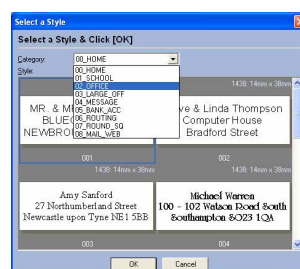 Select a Style
Select a Style & Click [OK]
Category: 00_HOME
Style:
00_HOME
01_SCHOOL
02_OFFICE
03_LARGE_OFF
04_MESSAGE
05_BANK_ACC
06_ROUTING
07_ROUND_SQ
08_MAIL_WEB
1438: 14mm x 38mm
MR. & M
BLUE
NEWBRO
ve & Linda Thompson
Computer House
Bradford Street
001
002
1438: 14mm x 38mm
1438: 14mm x 38mm
Amy Sanford
27 Northumberland Street
Newcastle upon Tyne NE1 5BB
Michael Warren
100 - 102 Watson Road South
Southampton SO23 1QA
003
004
OK
Cancel